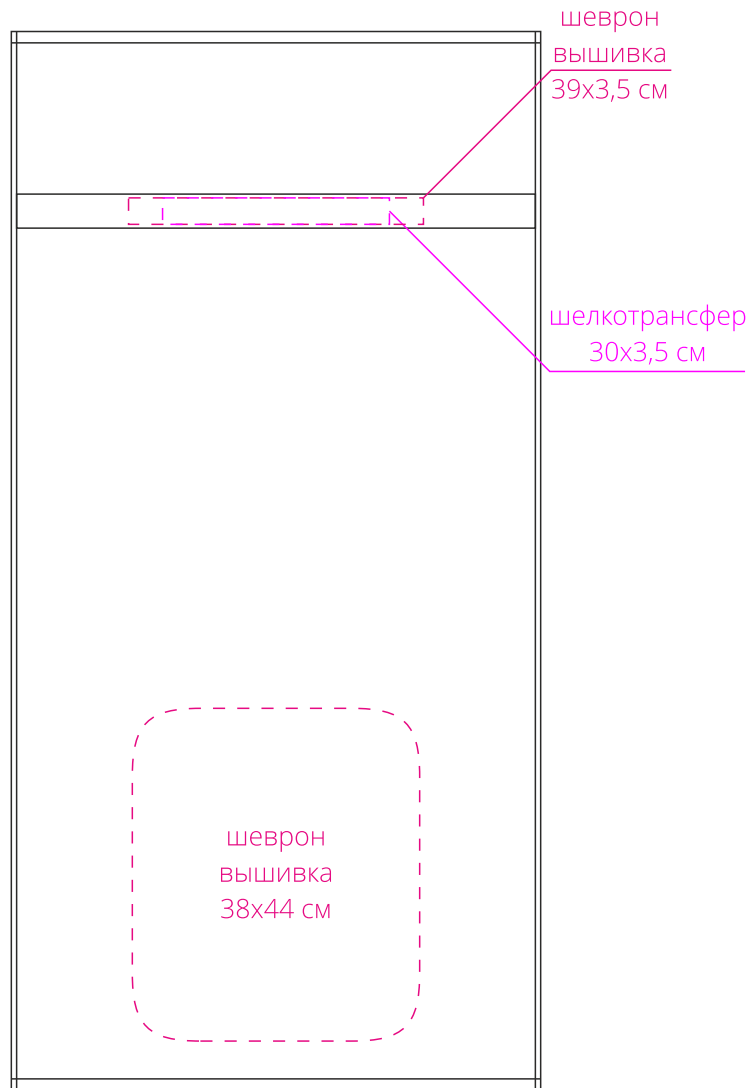 шеврон
вышивка
39х3,5 см
шелкотрансфер
30х3,5 см
шеврон
вышивка
38х44 см